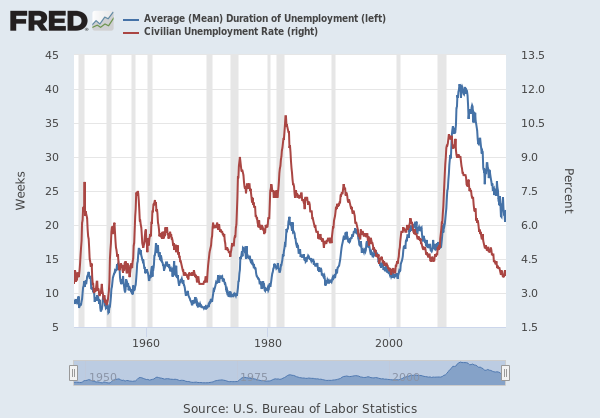 FRED
Average (Mean) Duration of Unemployment (left)
Civilian Unemployment Rate (right)
45 13.5
40 12.0
35 10.5
30 9.0
25 7.5
20 6.0
15 4.5
10 3.0
5 1.5
Weeks
Percent
1960 1980 2000
1950 1975 2000
Source: U.S. Bureau of Labor Statistics